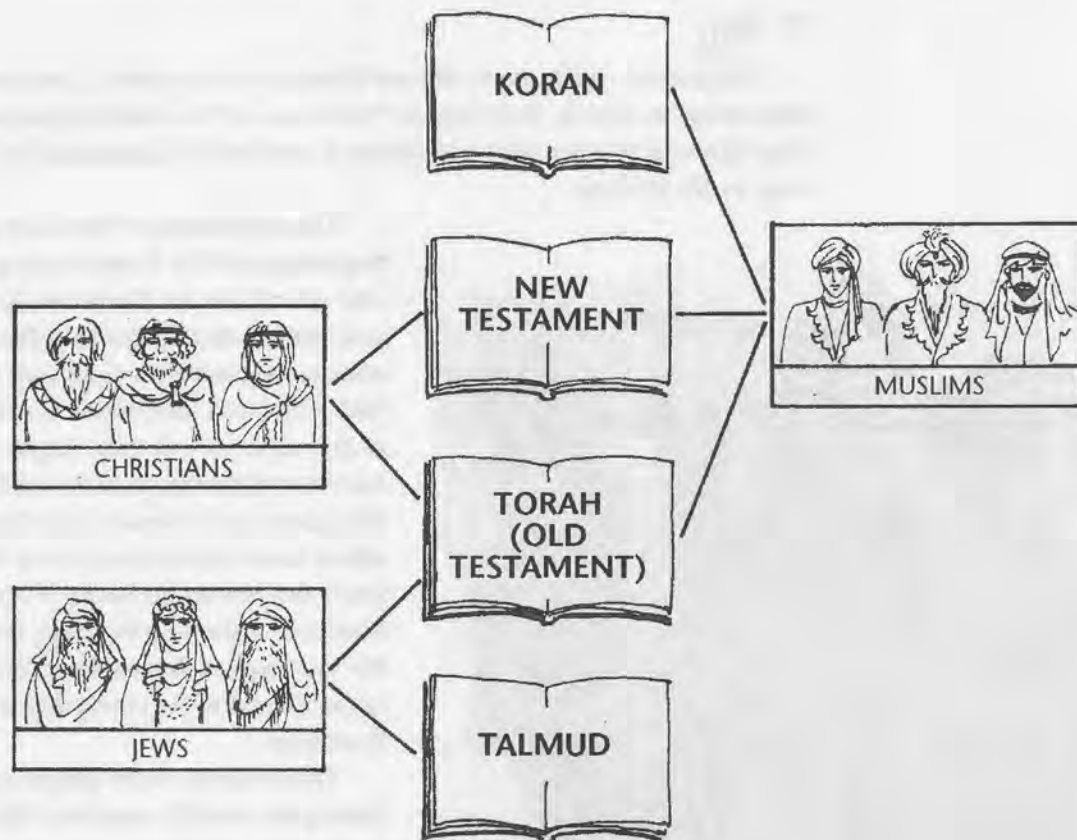 KORAN
NEW
TESTAMENT
MUSLIMS
CHRISTIANS
TORAH
(OLD
TESTAMENT)
JEWS
TALMUD